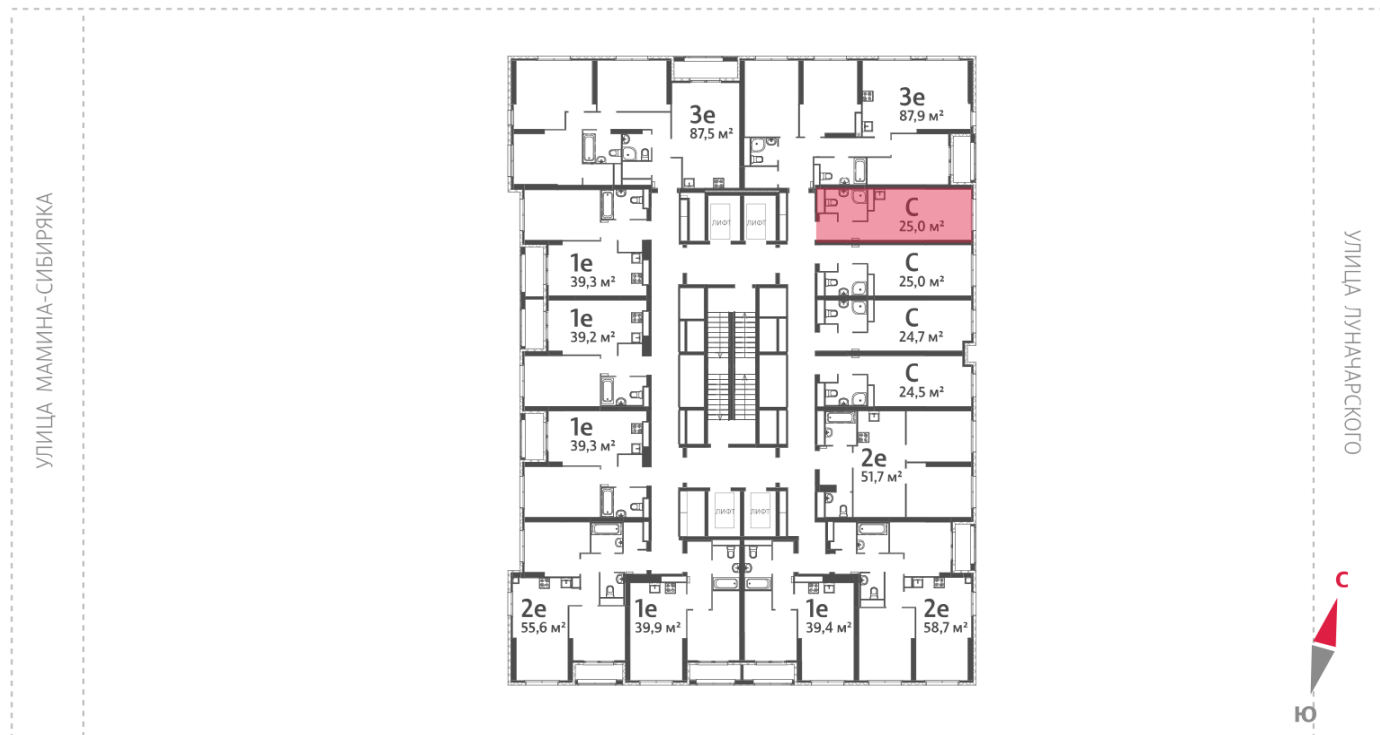 УЛИЦА МАМИНА-СИБИРЯКА
3е
87,5 м²
3е
87,9 м²
ЛИФТ
ЛИФТ
С
25,0 м²
1е
39,3 м²
С
25,0 м²
1е
39,2 м²
С
24,7 м²
С
24,5 м²
1е
39,3 м²
2е
51,7 м²
ЛИФТ
ЛИФТ
2е
55,6 м²
1е
39,9 м²
1е
39,4 м²
2е
58,7 м²
УЛИЦА ЛУНАЧАРСКОГО
С
Ю